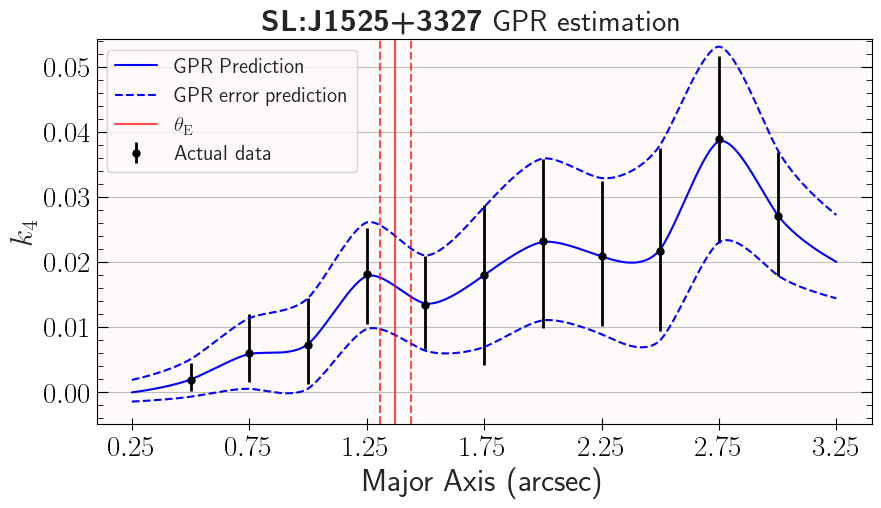 SL:J1525+3327 GPR estimation
GPR Prediction
GPR error prediction
θE
Actual data
0.05
0.04
0.03
0.02
0.01
0.00
k4
0.25 0.75 1.25 1.75 2.25 2.75 3.25
Major Axis (arcsec)